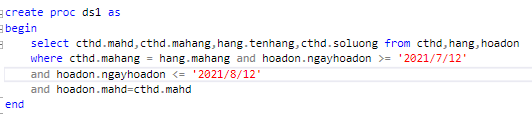 create proc ds1 as
begin
select cthd.mahd,cthd.mahang,hang.tenhang,cthd.soluong from cthd,hang,hoadon
where cthd.mahang = hang.mahang and hoadon.ngayhoadon >= '2021/7/12'
and hoadon.ngayhoadon <= '2021/8/12'
and hoadon.mahd=cthd.mahd
end